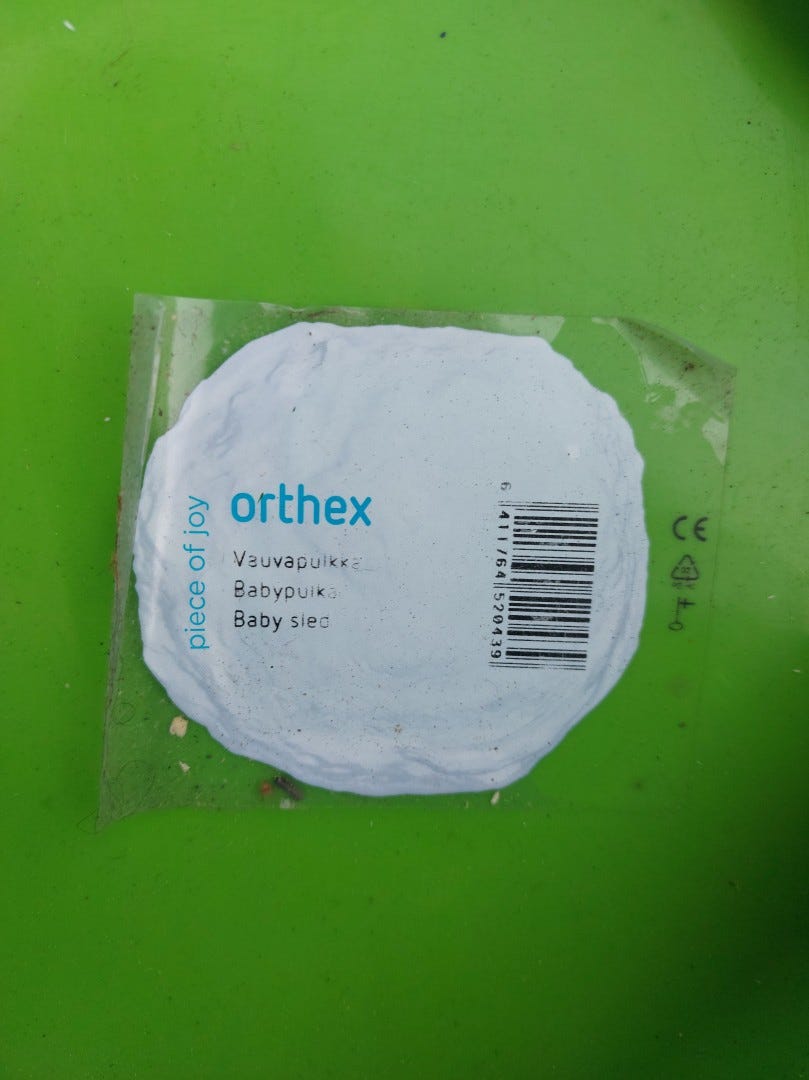 piece of joy
orthex
Vauvapulkka
Babypulka
Baby sled
6 411764 520439
CE